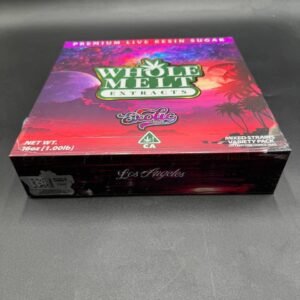 PREMIUM LIVE RESIN SUGAR
WHOLE
MELT
EXTRACTS
Exotic
CA
NET WT.
16oz (1.00lb)
MIXED STRAINS
VARIETY PACK
Los Angeles